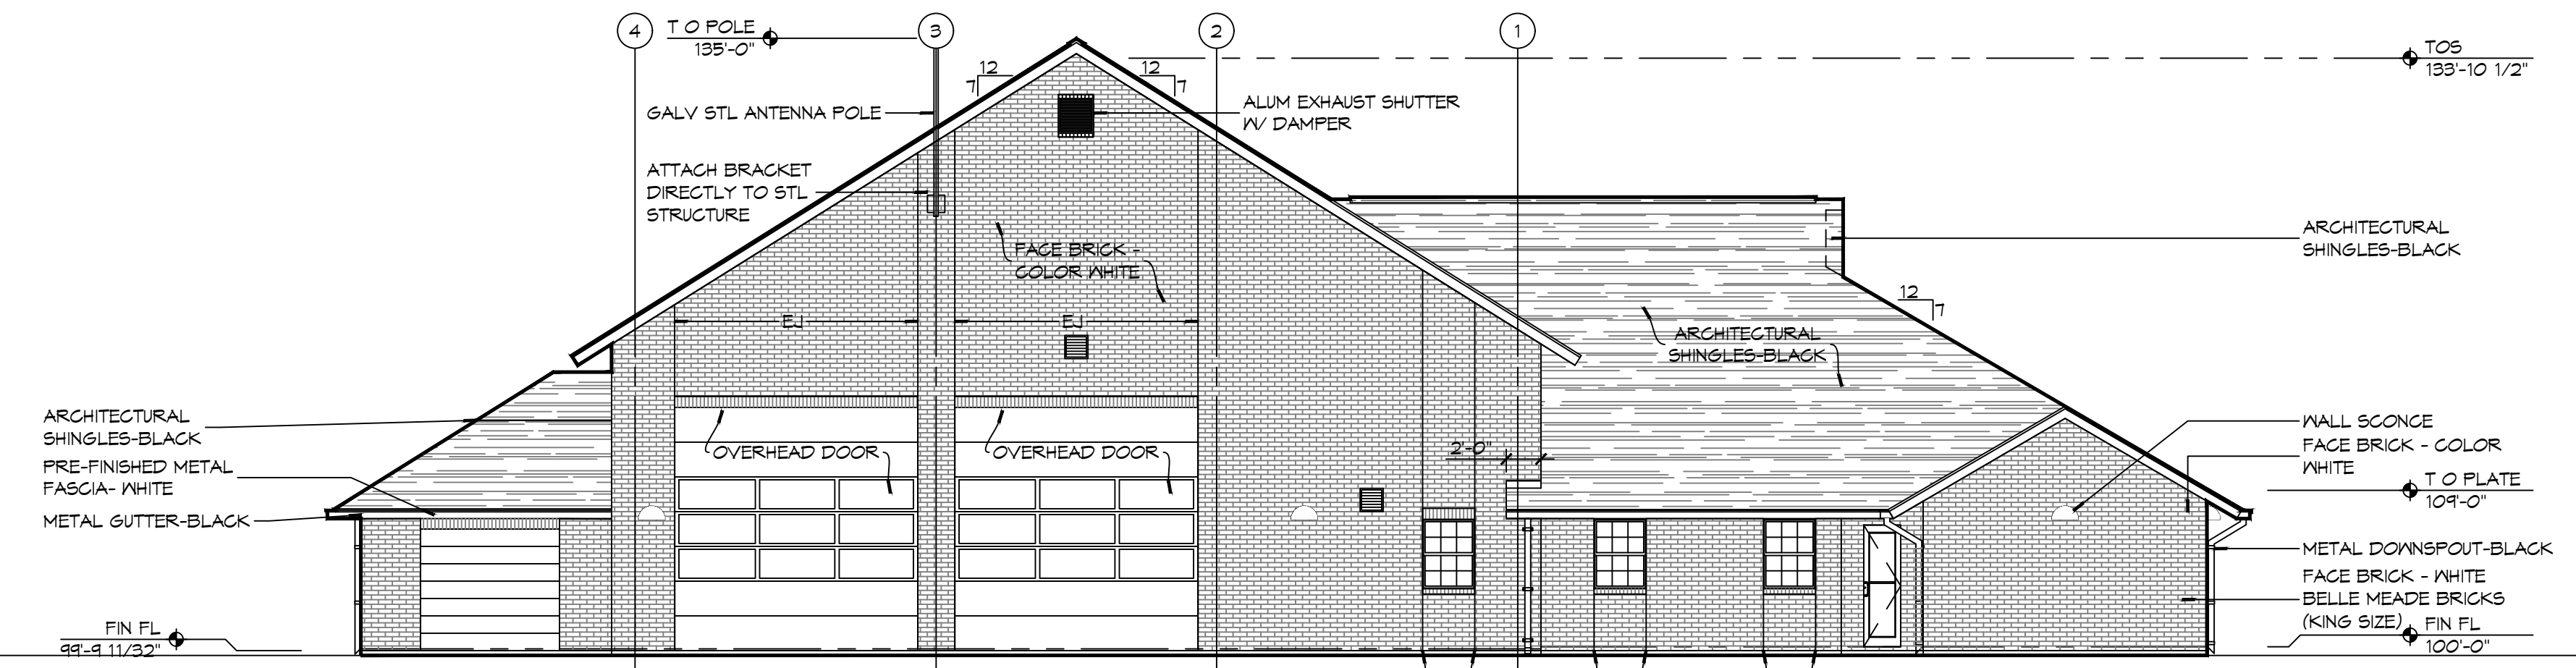 4
T O POLE
135'-0"
3
2
1
TOS
133'-10 1/2"
12
7
12
7
GALV STL ANTENNA POLE
ALUM EXHAUST SHUTTER
W/ DAMPER
ATTACH BRACKET
DIRECTLY TO STL
STRUCTURE
FACE BRICK -
COLOR WHITE
ARCHITECTURAL
SHINGLES-BLACK
12
7
EJ
EJ
ARCHITECTURAL
SHINGLES-BLACK
ARCHITECTURAL
SHINGLES-BLACK
PRE-FINISHED METAL
FASCIA- WHITE
METAL GUTTER-BLACK
OVERHEAD DOOR
OVERHEAD DOOR
2'-0"
WALL SCONCE
FACE BRICK - COLOR
WHITE
T O PLATE
109'-0"
METAL DOWNSPOUT-BLACK
FACE BRICK - WHITE
BELLE MEADE BRICKS
(KING SIZE)
FIN FL
100'-0"
FIN FL
99'-9 11/32"